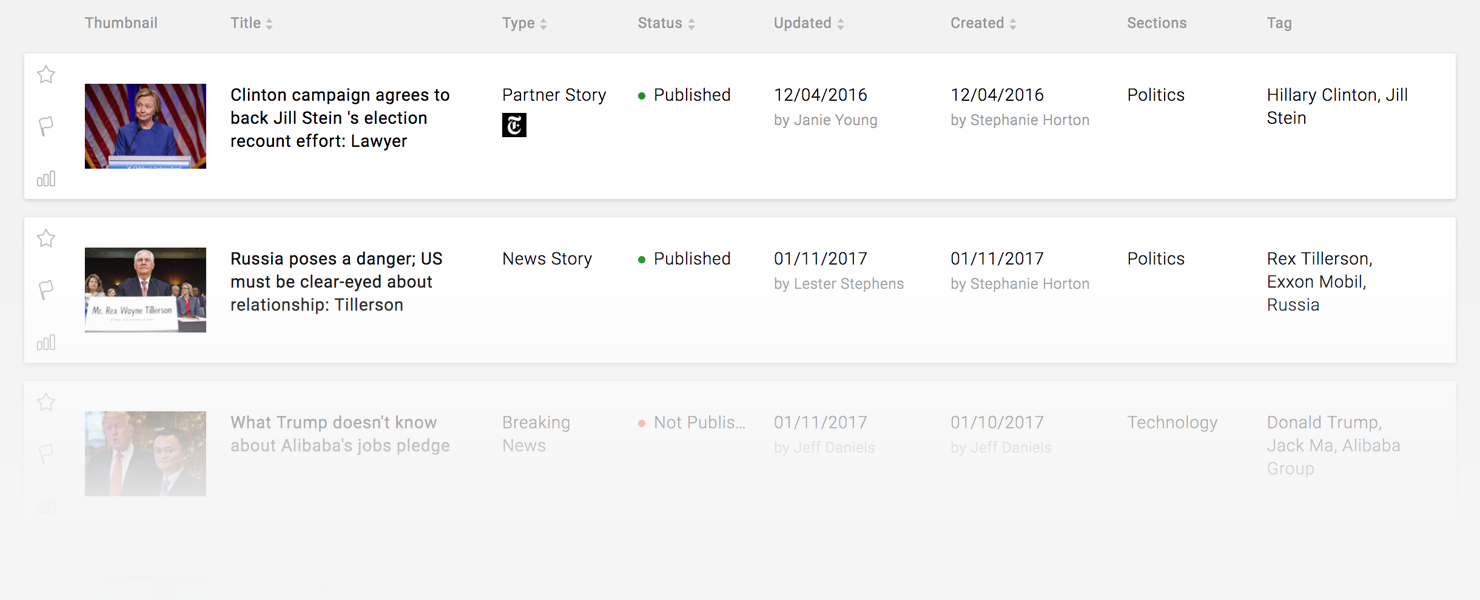 Thumbnail Title Type Status Updated Created Sections Tag
Clinton campaign agrees to
back Jill Stein 's election
recount effort: Lawyer
Partner Story
Published
12/04/2016
by Janie Young
12/04/2016
by Stephanie Horton
Politics
Hillary Clinton, Jill
Stein
Mr. Rex Wayne Tillerson
Russia poses a danger; US
must be clear-eyed about
relationship: Tillerson
News Story
Published
01/11/2017
by Lester Stephens
01/11/2017
by Stephanie Horton
Politics
Rex Tillerson,
Exxon Mobil,
Russia
What Trump doesn't know
about Alibaba's jobs pledge
Breaking
News
Not Publis...
01/11/2017
by Jeff Daniels
01/10/2017
by Jeff Daniels
Technology
Donald Trump,
Jack Ma, Alibaba
Group